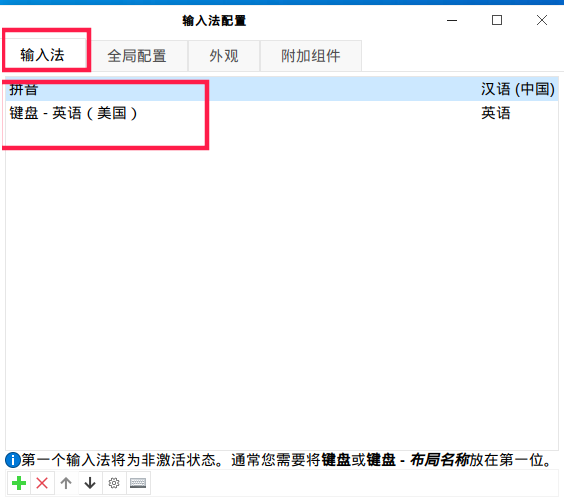 输入法配置
输入法 全局配置 外观 附加组件
拼音 汉语 (中国)
键盘 - 英语 ( 美国 ) 英语
第一个输入法将为非激活状态。通常您需要将键盘或键盘 - 布局名称放在第一位。